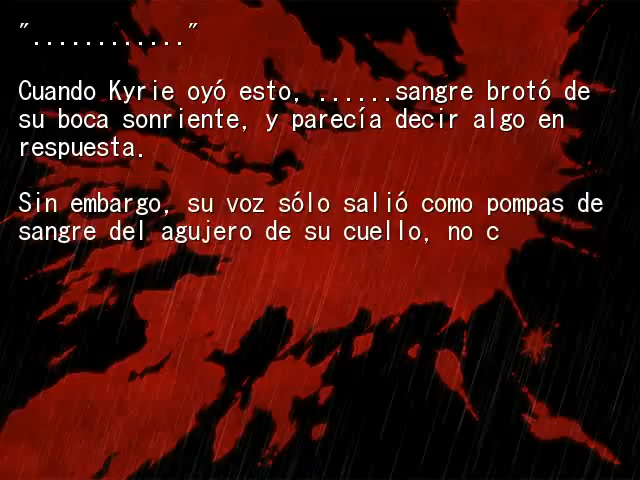 "............"
Cuando Kyrie oyó esto, ......sangre brotó de
su boca sonriente, y parecía decir algo en
respuesta.
Sin embargo, su voz sólo salió como pompas de
sangre del agujero de su cuello, no c